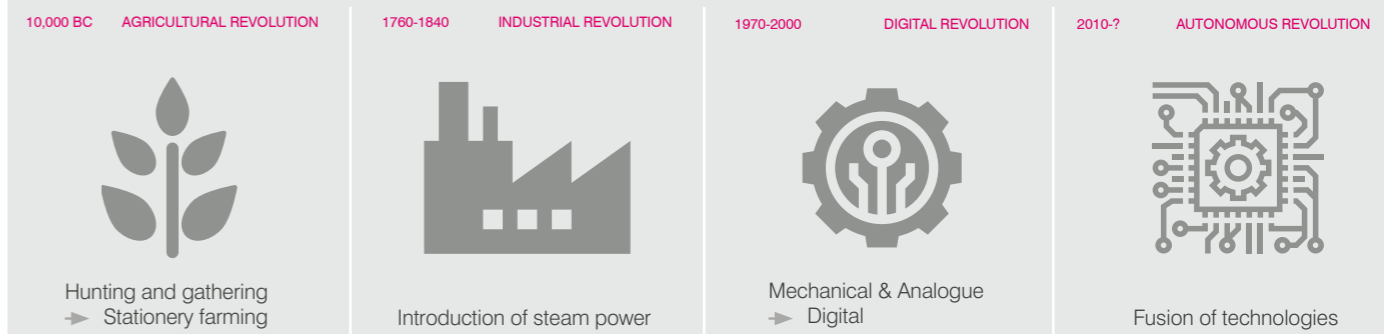 10,000 BC AGRICULTURAL REVOLUTION
Hunting and gathering
Stationery farming
1760-1840 INDUSTRIAL REVOLUTION
Introduction of steam power
1970-2000 DIGITAL REVOLUTION
Mechanical & Analogue
Digital
2010-? AUTONOMOUS REVOLUTION
Fusion of technologies